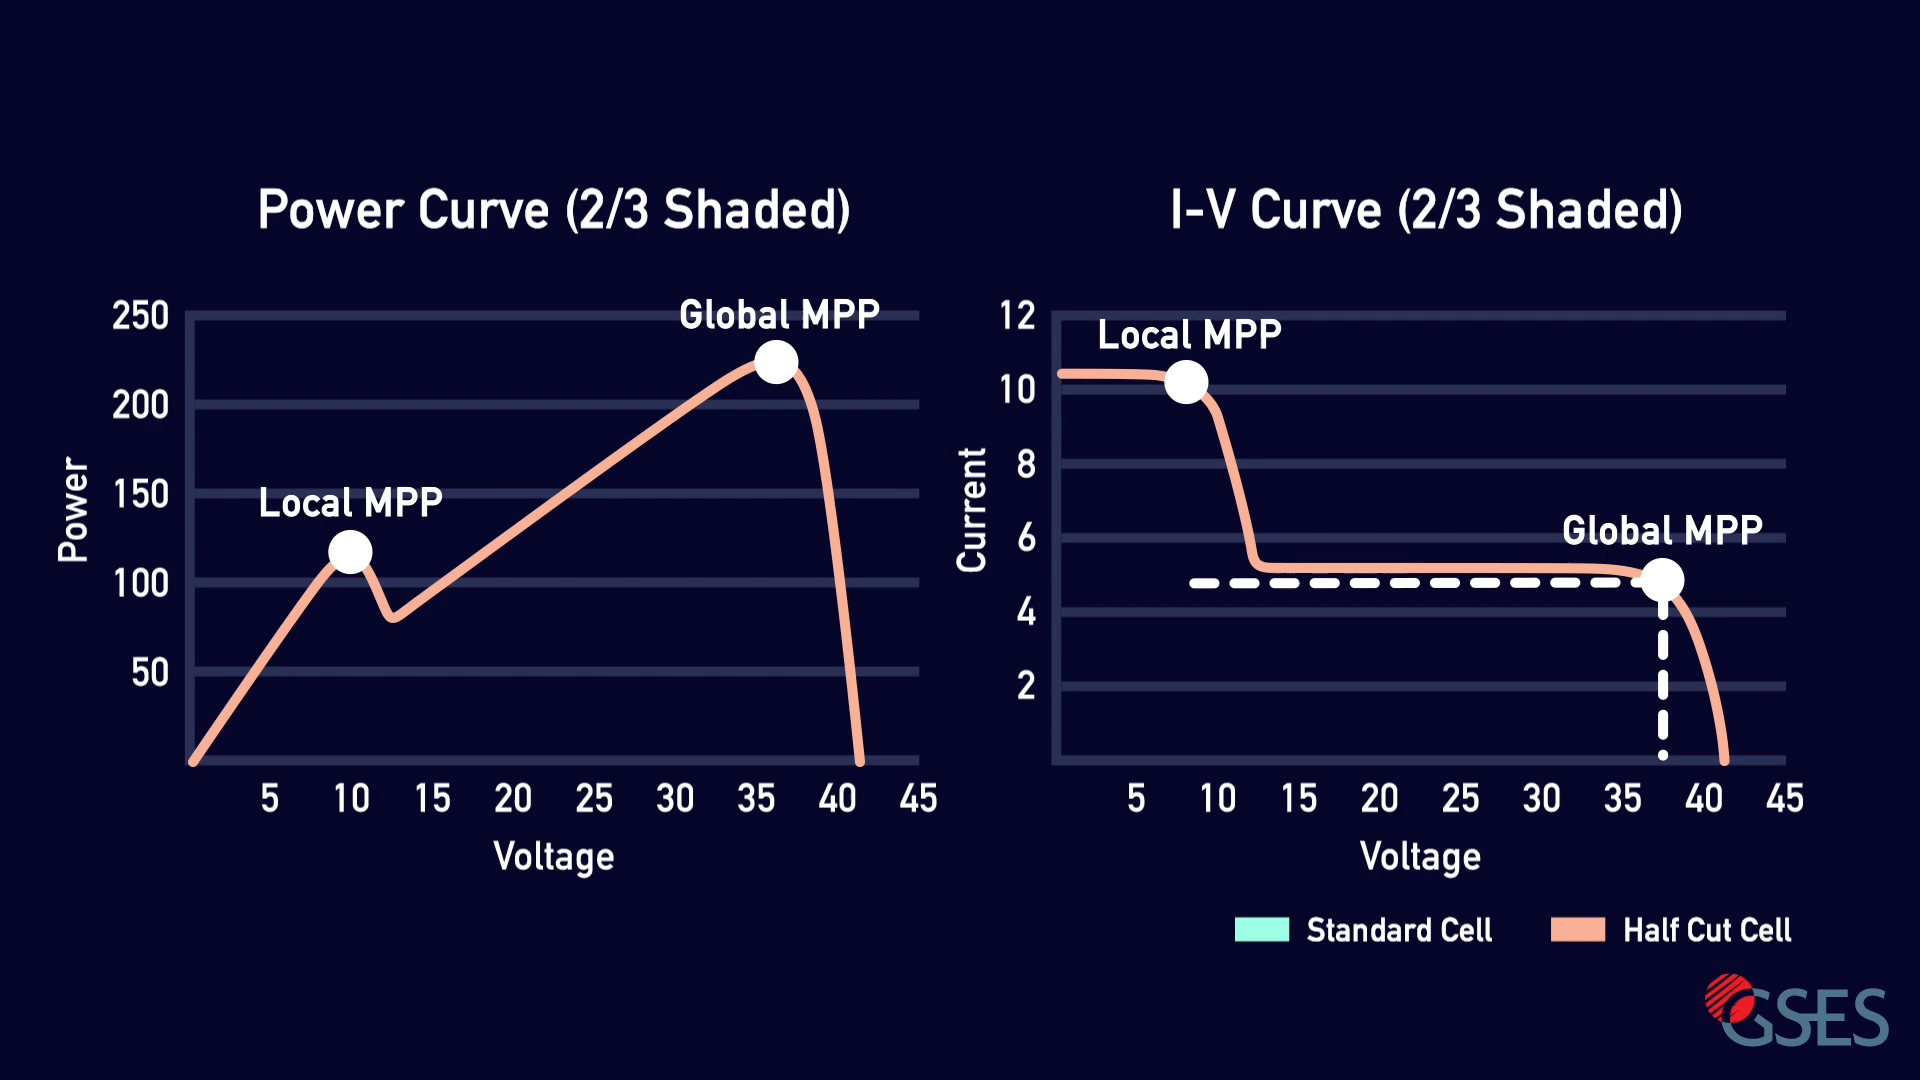 Power Curve (2/3 Shaded)
250
200
150
100
50
Power
Global MPP
Local MPP
5 10 15 20 25 30 35 40 45
Voltage
I-V Curve (2/3 Shaded)
12
10
8
6
4
2
Current
Local MPP
Global MPP
5 10 15 20 25 30 35 40 45
Voltage
Standard Cell
Half Cut Cell
GSES